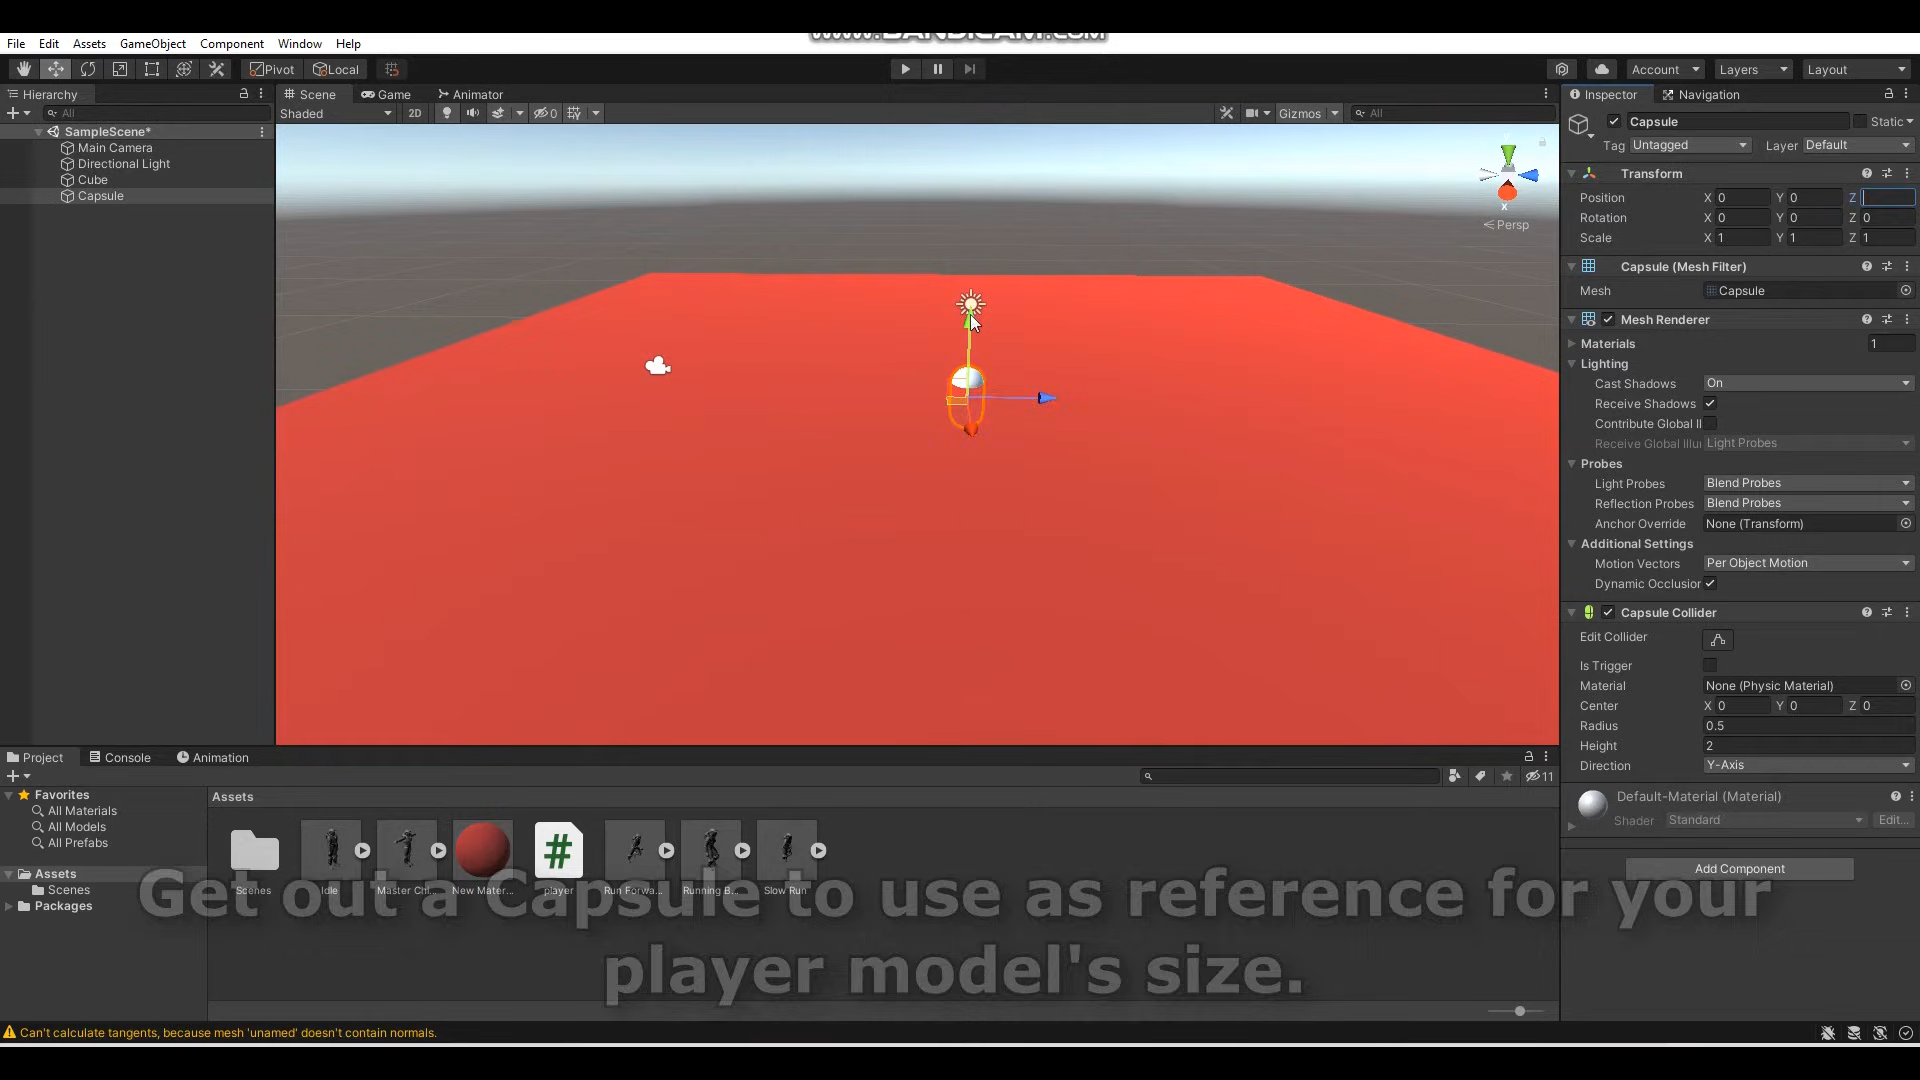 www.BANDICAM.com
File Edit Assets GameObject Component Window Help
Pivot Local Account Layers Layout
Hierarchy
All
SampleScene*
Main Camera
Directional Light
Cube
Capsule
Scene Game Animator
Shaded 2D 0 Gizmos All
Y
X
Persp
Inspector Navigation
Capsule Static
Tag Untagged Layer Default
Transform
Position X 0 Y 0 Z
Rotation X 0 Y 0 Z 0
Scale X 1 Y 1 Z 1
Capsule (Mesh Filter)
Mesh Capsule
Mesh Renderer
Materials 1
Lighting
Cast Shadows On
Receive Shadows
Contribute Global Il
Receive Global Illu Light Probes
Probes
Light Probes Blend Probes
Reflection Probes Blend Probes
Anchor Override None (Transform)
Additional Settings
Motion Vectors Per Object Motion
Dynamic Occlusion
Capsule Collider
Edit Collider
Is Trigger
Material None (Physic Material)
Center X 0 Y 0 Z 0
Radius 0.5
Height 2
Direction Y-Axis
Default-Material (Material)
Shader Standard Edit...
Add Component
Project Console Animation
11
Favorites
All Materials
All Models
All Prefabs
Assets
Scenes
Packages
Assets
Scenes Idle Master Chi... New Mater... player Run Forwa... Running B... Slow Run
Get out a Capsule to use as reference for your
player model's size.
Can't calculate tangents, because mesh 'unamed' doesn't contain normals.